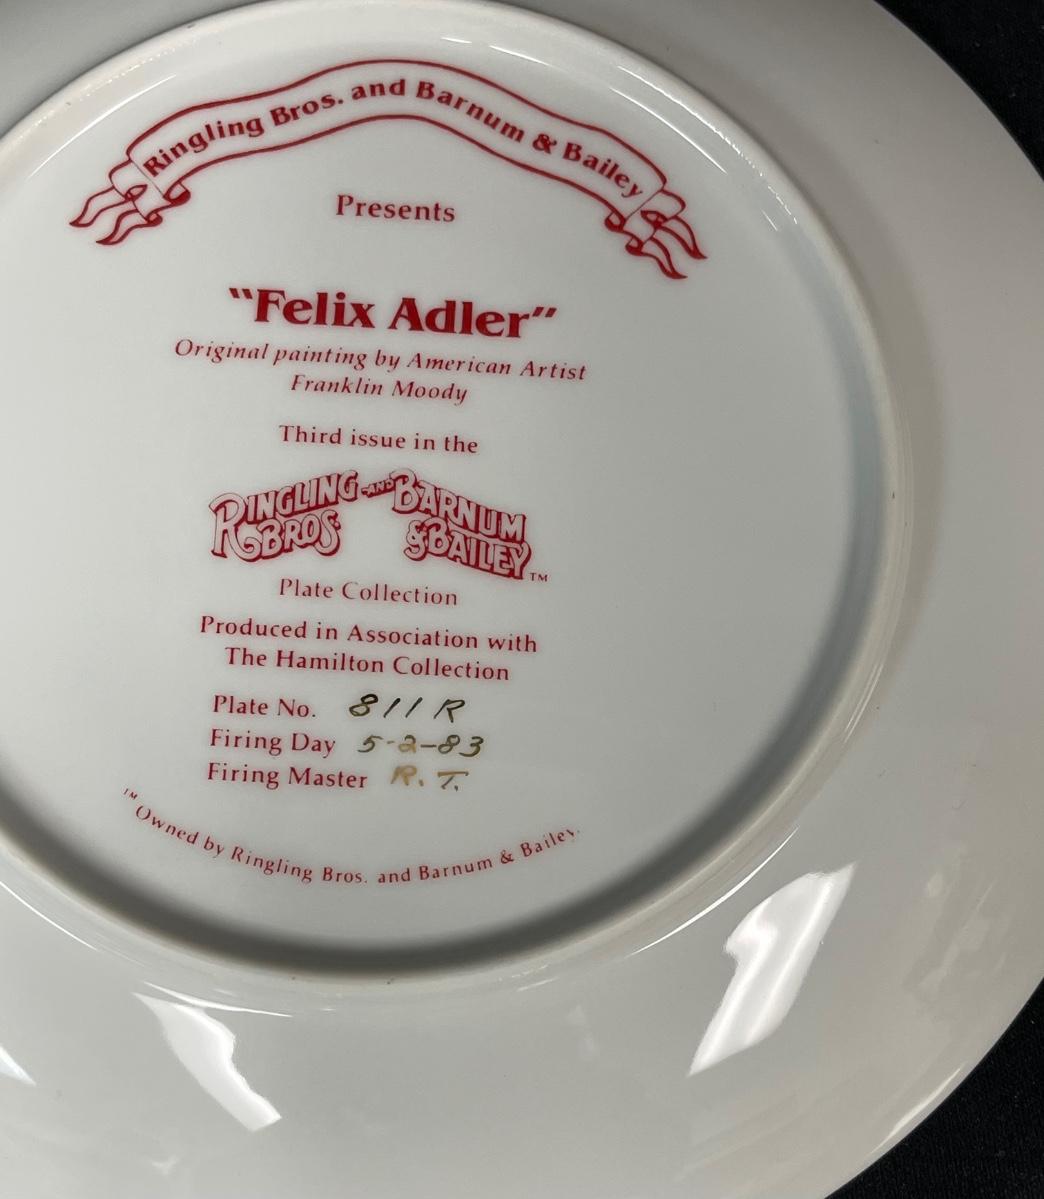 Ringling Bros. and Barnum & Bailey
Presents
"Felix Adler"
Original painting by American Artist
Franklin Moody
Third issue in the
RINGLING BROS. AND BARNUM & BAILEY™
Plate Collection
Produced in Association with
The Hamilton Collection
Plate No. 811 R
Firing Day 5-2-83
Firing Master R. T.
™Owned by Ringling Bros. and Barnum & Bailey.